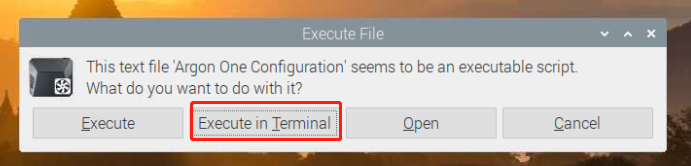 Execute File
This text file 'Argon One Configuration' seems to be an executable script.
What do you want to do with it?
Execute
Execute in Terminal
Open
Cancel